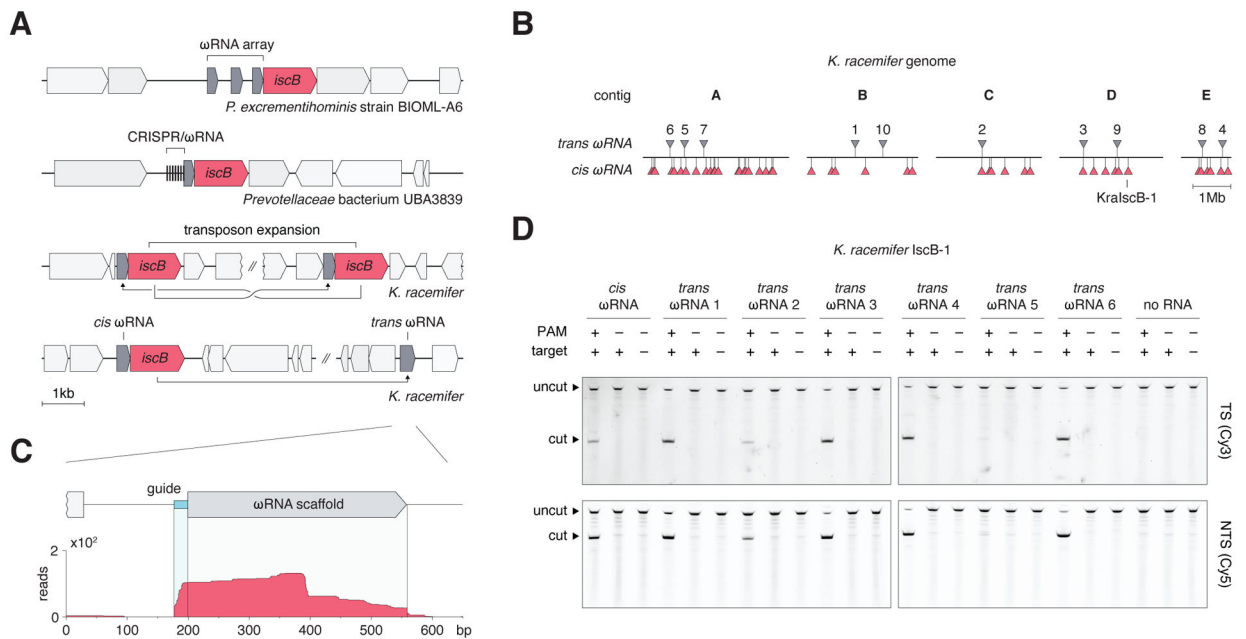 A
ωRNA array
iscB
P. excrementihominis strain BIOML-A6
CRISPR/ωRNA
iscB
Prevotellaceae bacterium UBA3839
transposon expansion
iscB // iscB
K. racemifer
cis ωRNA trans ωRNA
iscB //
1kb K. racemifer
B
K. racemifer genome
contig A B C D E
6 5 7 1 10 2 3 9 8 4
trans ωRNA
cis ωRNA
KraIscB-1 1Mb
C
guide
ωRNA scaffold
x10²
2
reads
0
0 100 200 300 400 500 600 bp
D
K. racemifer IscB-1
cis trans trans trans trans trans trans
ωRNA ωRNA 1 ωRNA 2 ωRNA 3 ωRNA 4 ωRNA 5 ωRNA 6 no RNA
PAM + − − + − − + − − + − − + − − + − − + − − + − −
target + + − + + − + + − + + − + + − + + − + + − + + −
uncut
cut
TS (Cy3)
uncut
cut
NTS (Cy5)